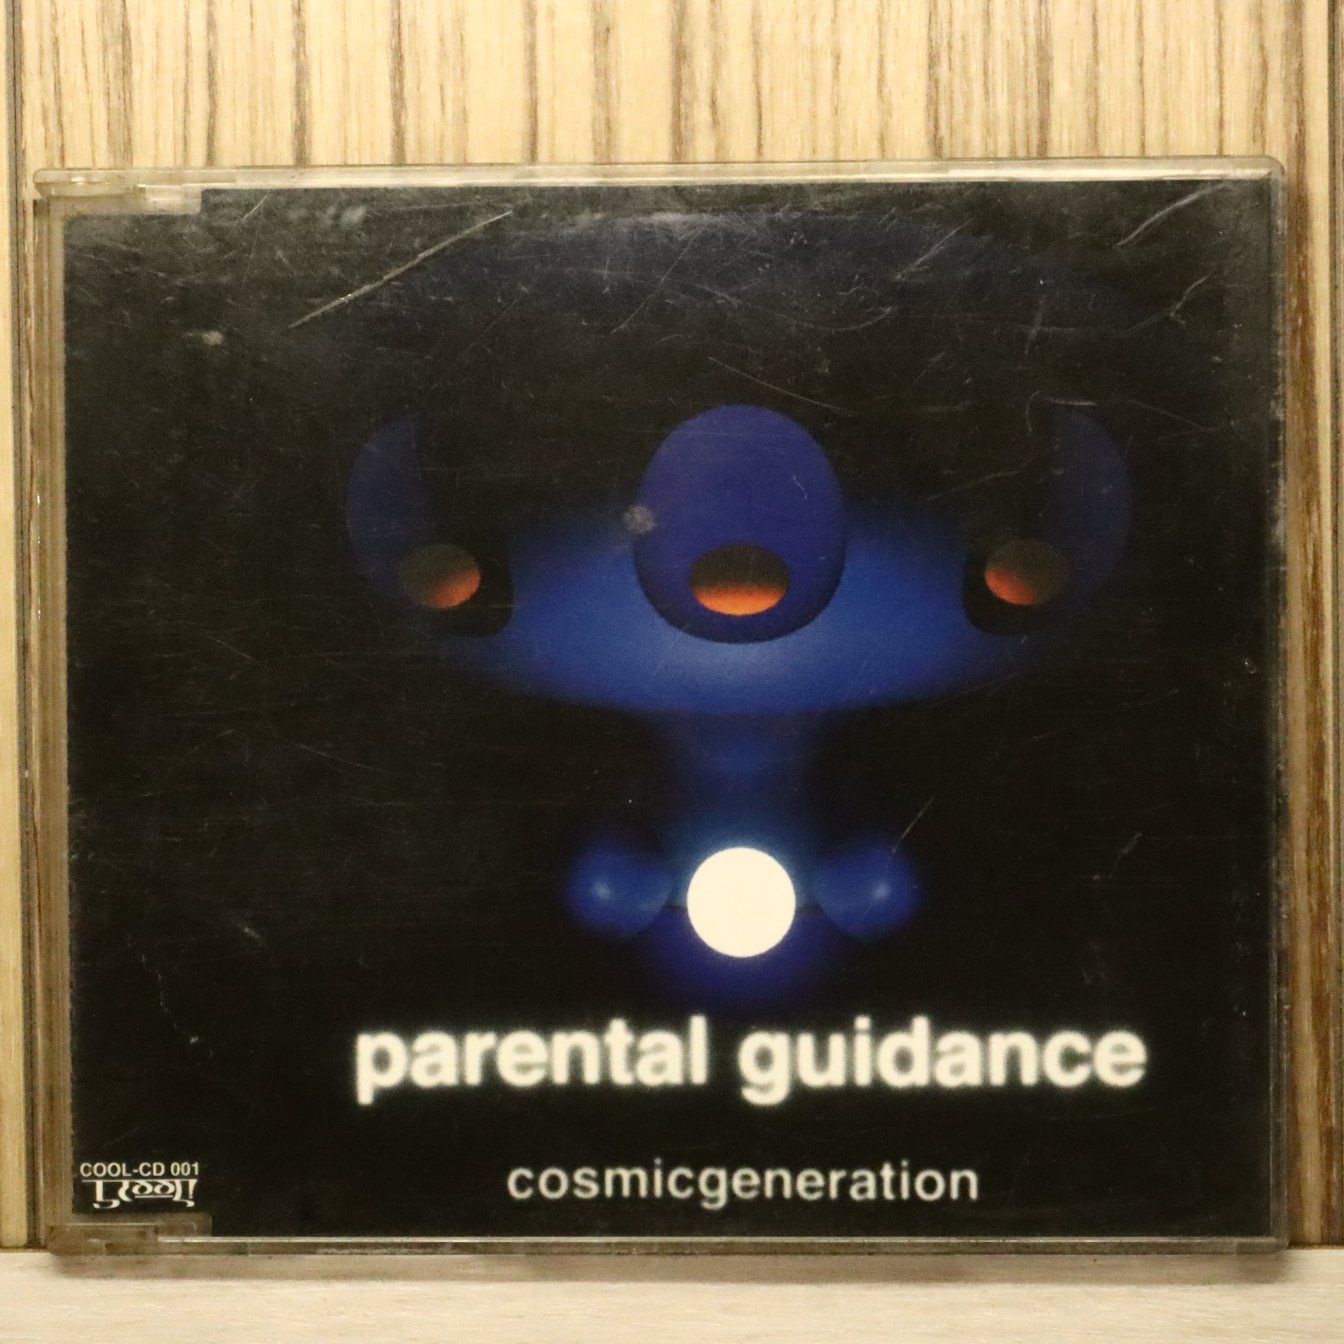 parental guidance
cosmicgeneration
COOL-CD 001